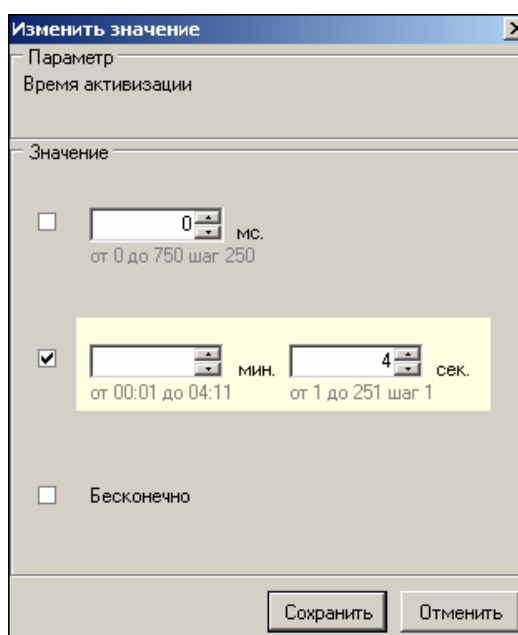 Изменить значение
Параметр
Время активизации
Значение
0 мс.
от 0 до 750 шаг 250
мин. 4 сек.
от 00:01 до 04:11 от 1 до 251 шаг 1
Бесконечно
Сохранить Отменить